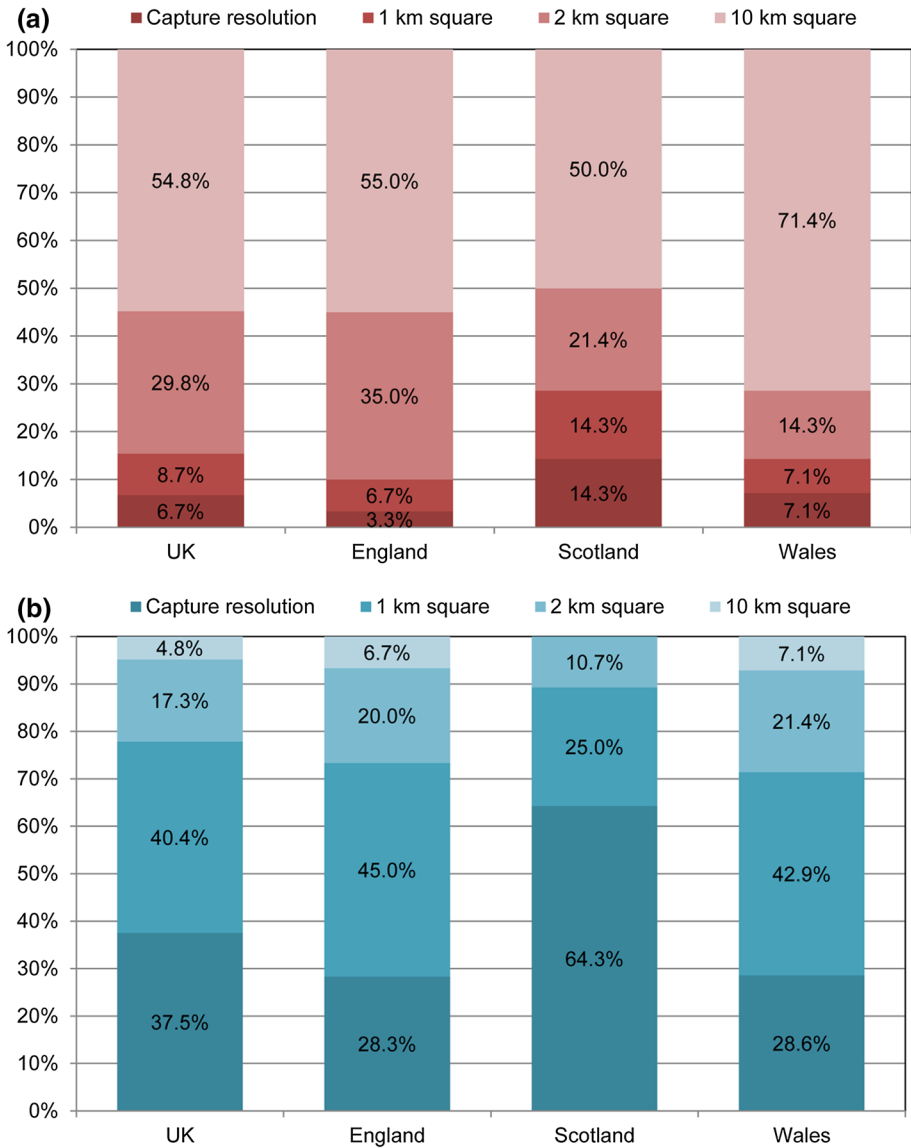 (a) Capture resolution 1 km square 2 km square 10 km square
100%
90%
80%
54.8% 55.0% 50.0%
70%
71.4%
60%
50%
40%
21.4%
30%
29.8% 35.0%
20%
14.3% 14.3%
10%
8.7% 6.7% 14.3% 7.1%
6.7% 3.3% 7.1%
0%
UK England Scotland Wales
(b) Capture resolution 1 km square 2 km square 10 km square
100%
4.8% 6.7% 10.7% 7.1%
90%
17.3% 20.0% 21.4%
80%
25.0%
70%
60%
40.4% 45.0% 42.9%
50%
40%
64.3%
30%
20%
37.5% 28.3% 28.6%
10%
0%
UK England Scotland Wales